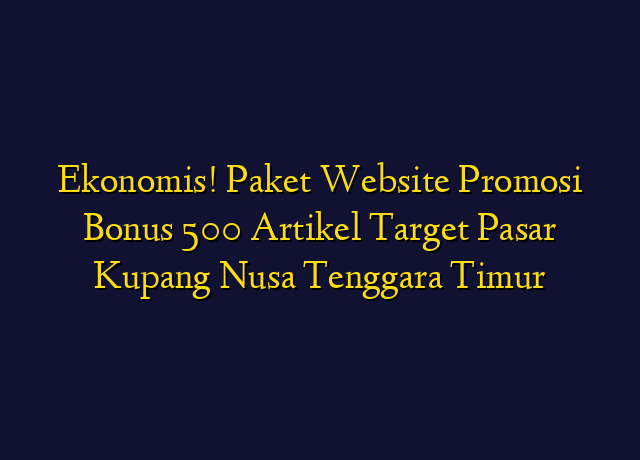 Ekonomis! Paket Website Promosi
Bonus 500 Artikel Target Pasar
Kupang Nusa Tenggara Timur